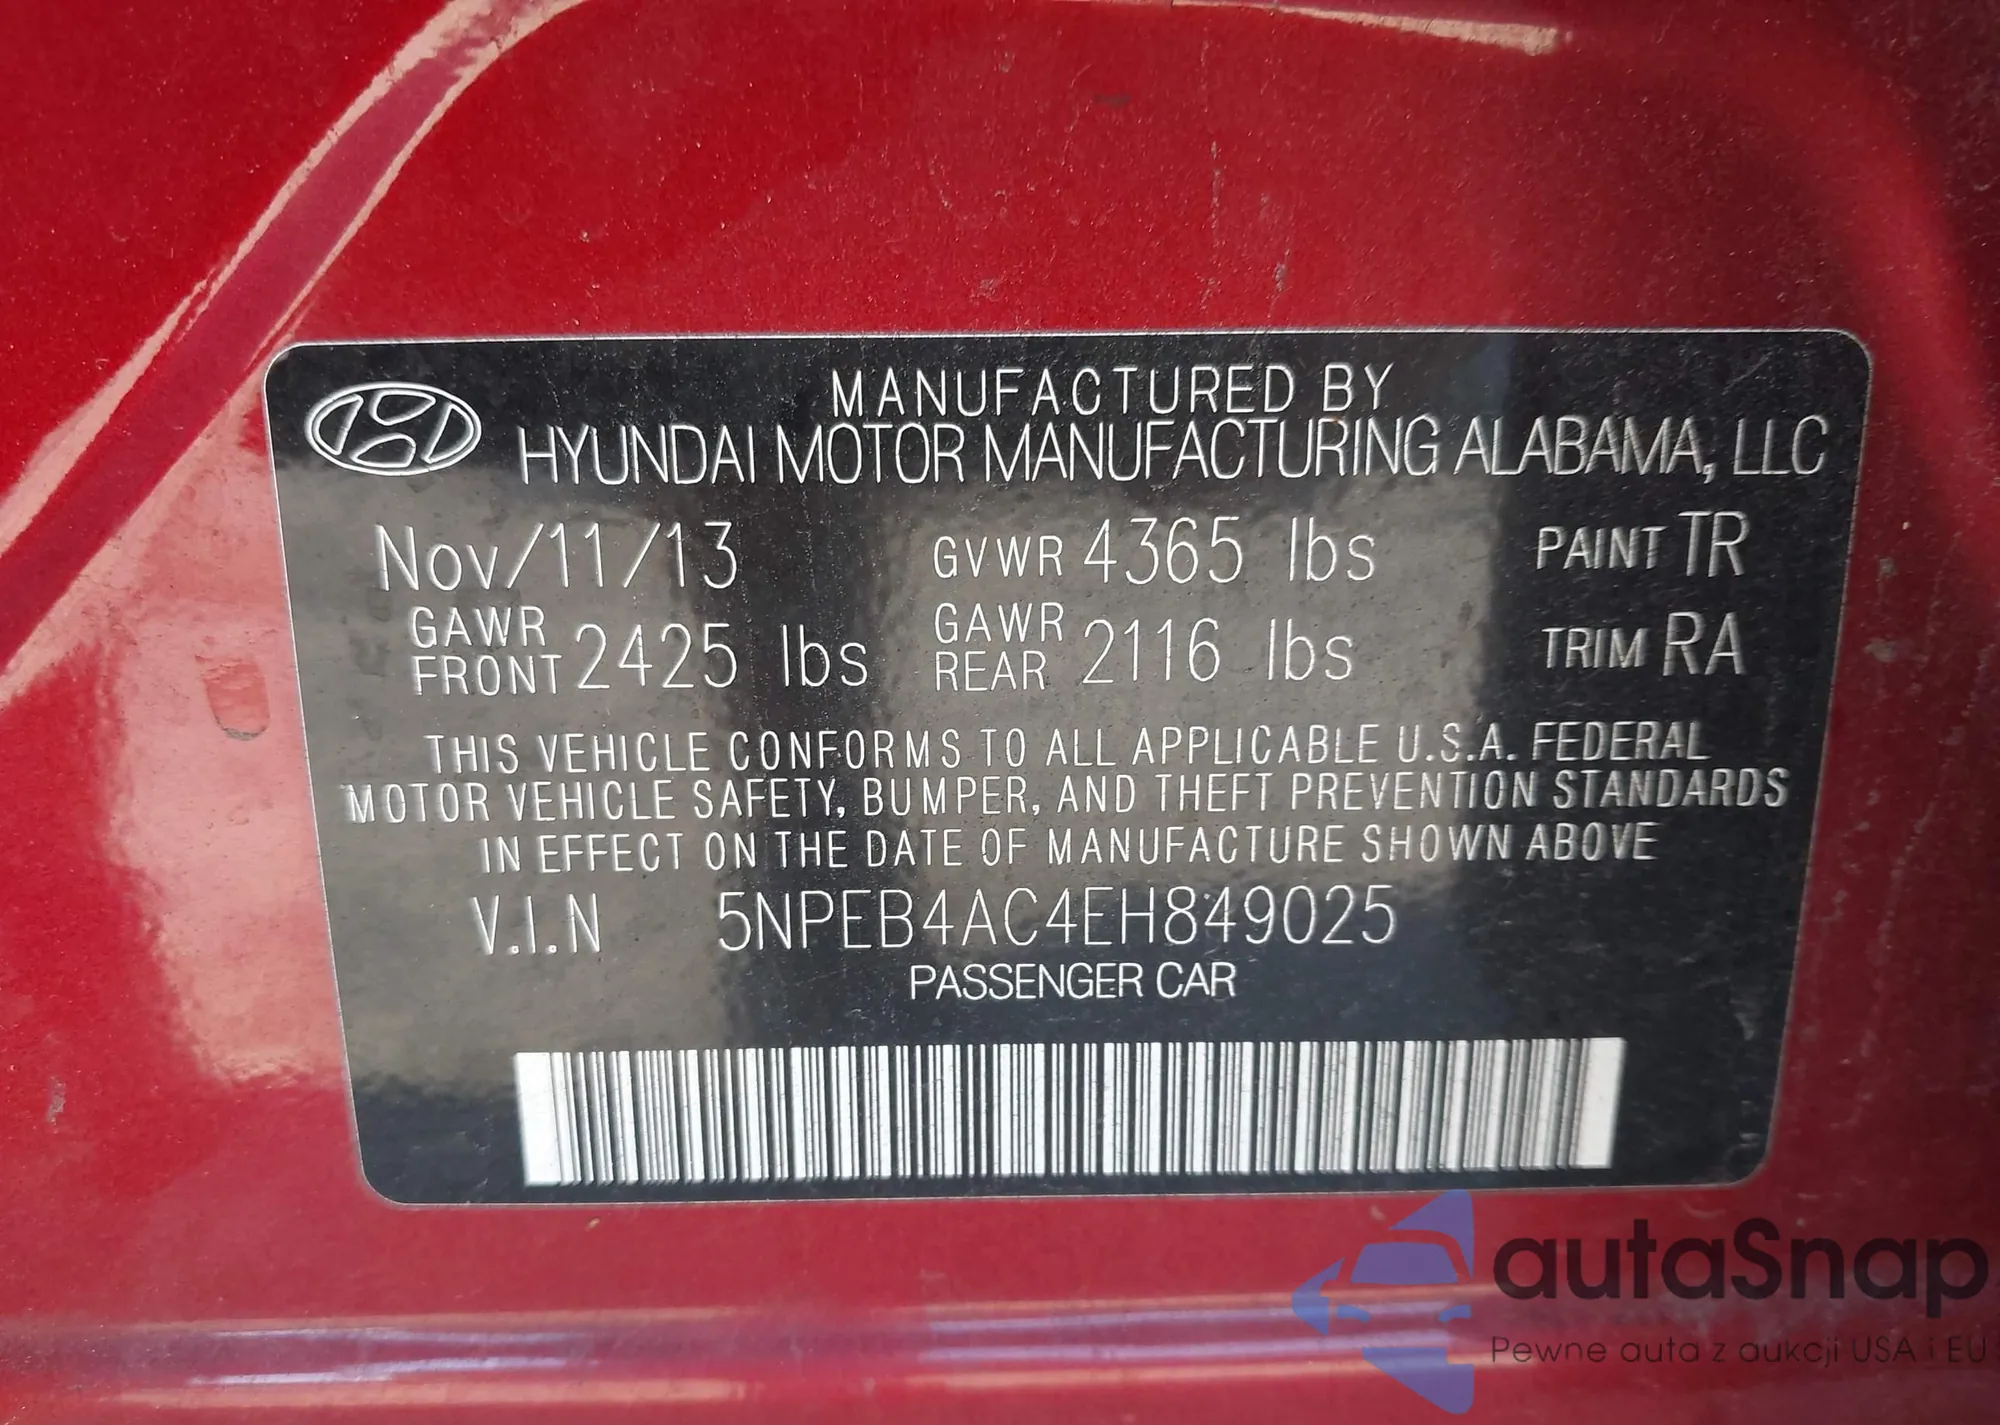 MANUFACTURED BY
HYUNDAI MOTOR MANUFACTURING ALABAMA, LLC
Nov/11/13 GVWR 4365 lbs PAINT TR
GAWR FRONT 2425 lbs GAWR REAR 2116 lbs TRIM RA
THIS VEHICLE CONFORMS TO ALL APPLICABLE U.S.A. FEDERAL
MOTOR VEHICLE SAFETY, BUMPER, AND THEFT PREVENTION STANDARDS
IN EFFECT ON THE DATE OF MANUFACTURE SHOWN ABOVE
V.I.N 5NPEB4AC4EH849025
PASSENGER CAR
autaSnap
Pewne auta z aukcji USA i EU